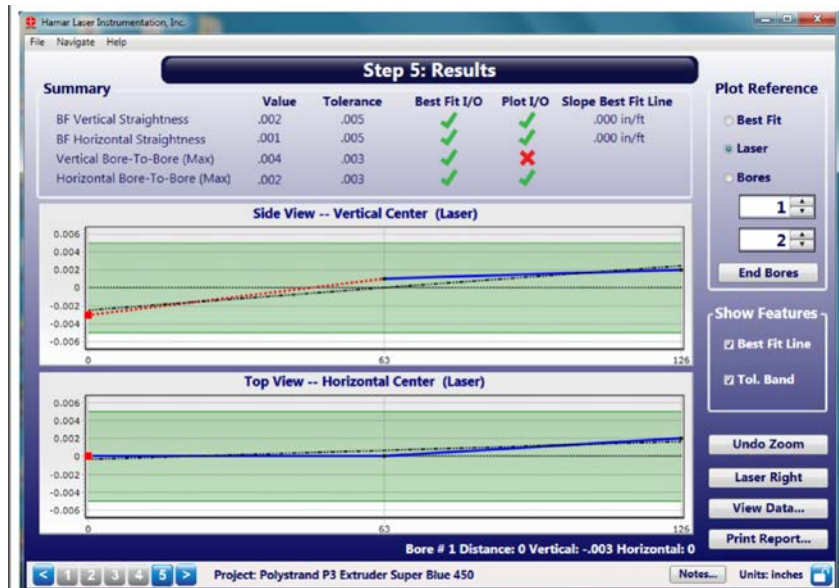 Hamar Laser Instrumentation, Inc.
File Navigate Help
Step 5: Results
Summary
Value Tolerance Best Fit I/O Plot I/O Slope Best Fit Line
BF Vertical Straightness .002 .005 .000 in/ft
BF Horizontal Straightness .001 .005 .000 in/ft
Vertical Bore-To-Bore (Max) .004 .003
Horizontal Bore-To-Bore (Max) .002 .003
Plot Reference
Best Fit
Laser
Bores
1
2
End Bores
Show Features
Best Fit Line
Tol. Band
Undo Zoom
Laser Right
View Data...
Print Report...
Side View -- Vertical Center (Laser)
0.006
0.004
0.002
0
-0.002
-0.004
-0.006
0 63 126
Top View -- Horizontal Center (Laser)
0.006
0.004
0.002
0
-0.002
-0.004
-0.006
0 63 126
Bore # 1 Distance: 0 Vertical: -.003 Horizontal: 0
< 1 2 3 4 5 > Project: Polystrand P3 Extruder Super Blue 450 Notes... Units: inches